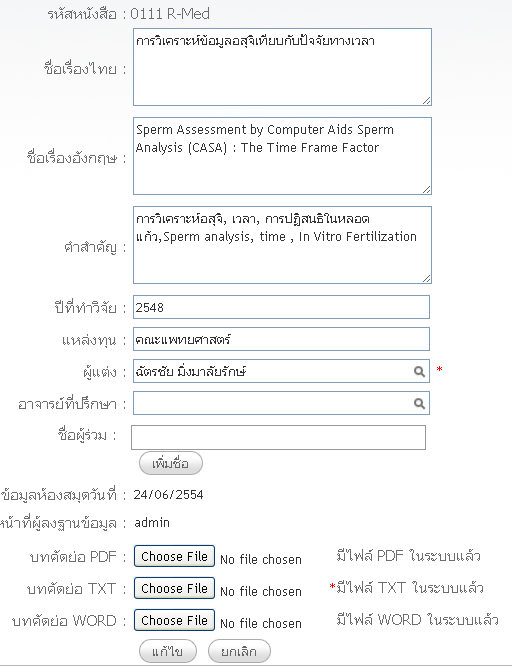 รหัสหนังสือ : 0111 R-Med
ชื่อเรื่องไทย : การวิเคราะห์ข้อมูลอสุจิเทียบกับปัจจัยทางเวลา
ชื่อเรื่องอังกฤษ : Sperm Assessment by Computer Aids Sperm
Analysis (CASA) : The Time Frame Factor
คำสำคัญ : การวิเคราะห์อสุจิ, เวลา, การปฏิสนธิในหลอด
แก้ว,Sperm analysis, time , In Vitro Fertilization
ปีที่ทำวิจัย : 2548
แหล่งทุน : คณะแพทยศาสตร์
ผู้แต่ง : ฉัตรชัย มิ่งมาลัยรักษ์ *
อาจารย์ที่ปรึกษา :
ชื่อผู้ร่วม :
เพิ่มชื่อ
ข้อมูลห้องสมุดวันที่ : 24/06/2554
หน้าที่ผู้ลงฐานข้อมูล : admin
บทคัดย่อ PDF : Choose File No file chosen มีไฟล์ PDF ในระบบแล้ว
บทคัดย่อ TXT : Choose File No file chosen *มีไฟล์ TXT ในระบบแล้ว
บทคัดย่อ WORD : Choose File No file chosen มีไฟล์ WORD ในระบบแล้ว
แก้ไข ยกเลิก